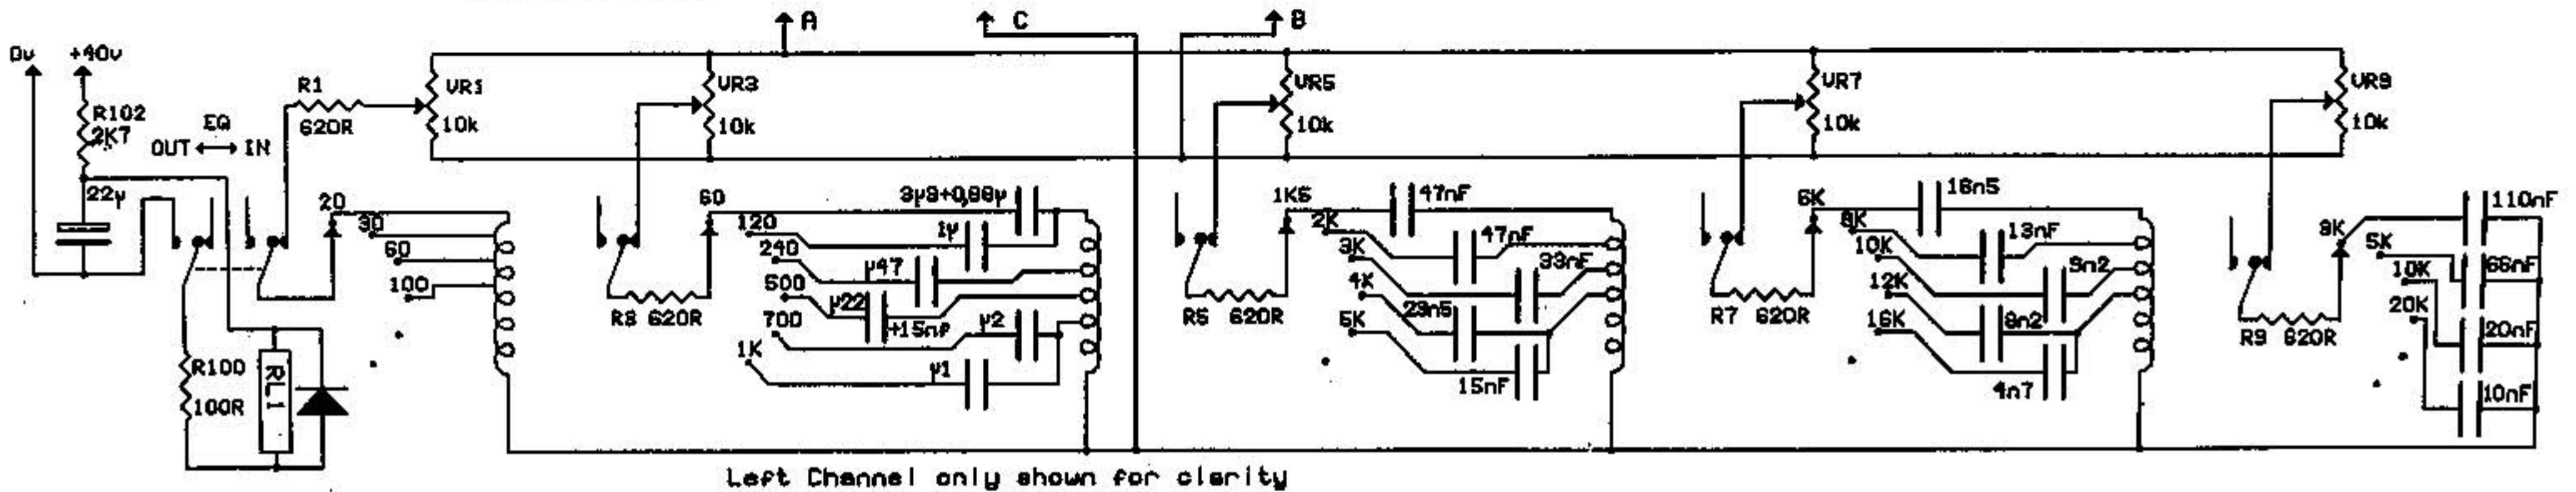 A
C
B
0v
+40v
R102
2K7
22µ
EQ
OUT
IN
R1
620R
VR1
10k
20
30
60
100
R100
100R
RL1
VR3
10k
R3 620R
60
120
240
500
700
1K
3µ3+0,88µ
1µ
µ47
µ22
+15nF
µ2
µ1
VR5
10k
R5 620R
1K5
2K
3K
4K
5K
47nF
47nF
33nF
23n5
15nF
VR7
10k
R7 620R
6K
8K
10K
12K
16K
18n5
13nF
9n2
8n2
4n7
VR9
10k
R9 620R
3K
5K
10K
20K
110nF
66nF
20nF
10nF
Left Channel only shown for clarity